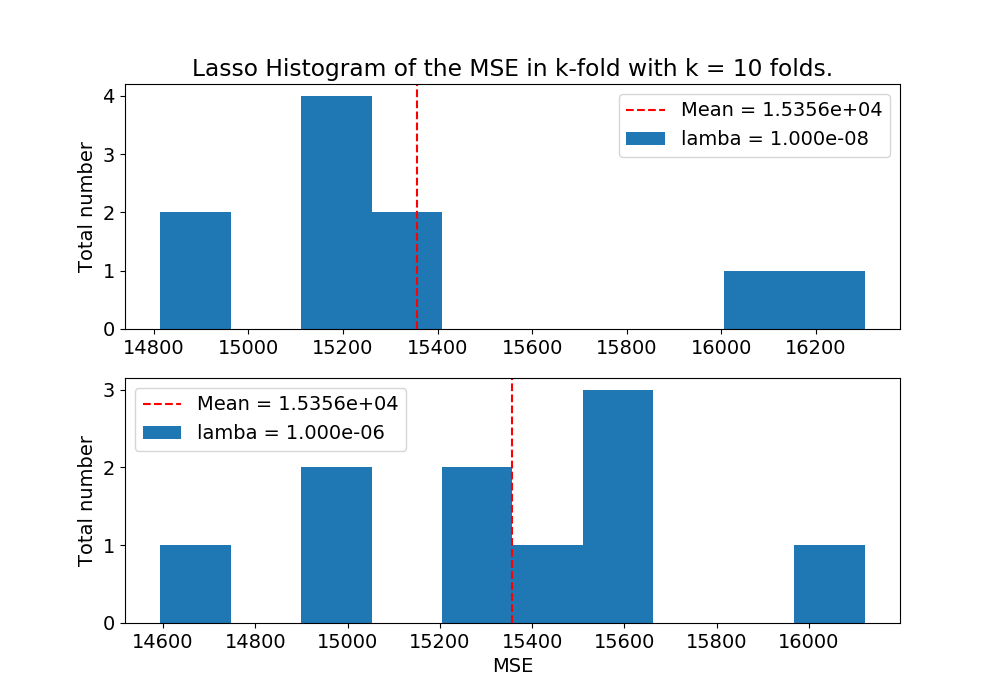 Lasso Histogram of the MSE in k-fold with k = 10 folds.
4
3
2
1
0
Total number
Mean = 1.5356e+04
lamba = 1.000e-08
14800 15000 15200 15400 15600 15800 16000 16200
3
2
1
0
Total number
Mean = 1.5356e+04
lamba = 1.000e-06
14600 14800 15000 15200 15400 15600 15800 16000
MSE